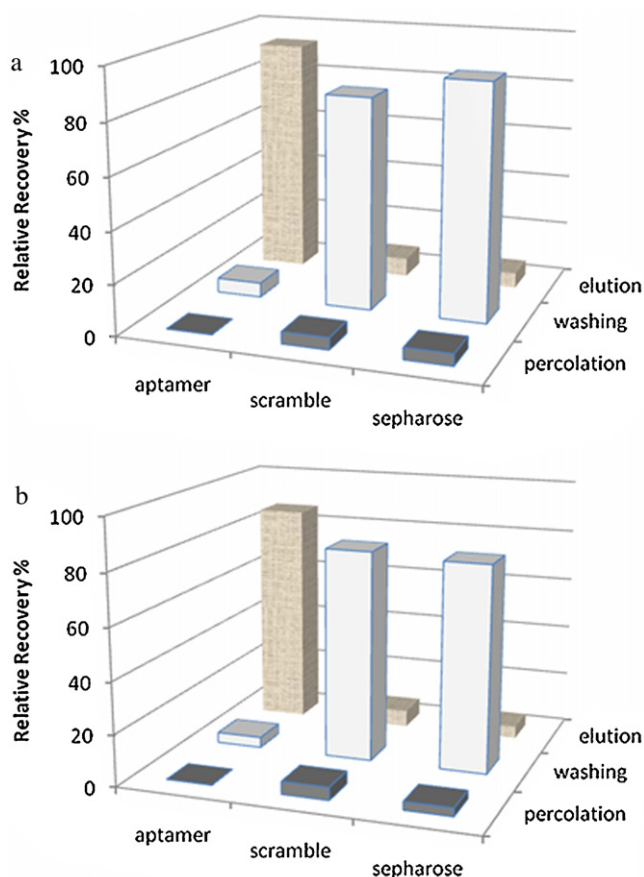 a
Relative Recovery%
100
80
60
40
20
0
aptamer
scramble
sepharose
elution
washing
percolation
b
Relative Recovery%
100
80
60
40
20
0
aptamer
scramble
sepharose
elution
washing
percolation